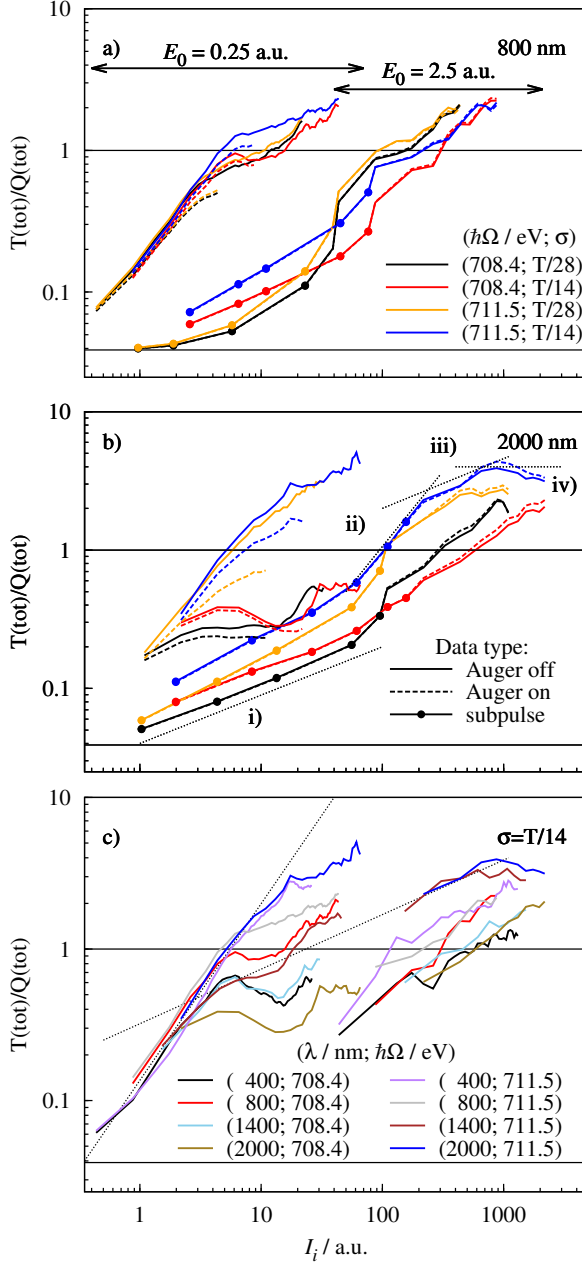 10
a)
E0 = 0.25 a.u.
800 nm
E0 = 2.5 a.u.
1
0.1
T(tot)/Q(tot)
(ħΩ / eV; σ)
(708.4; T/28)
(708.4; T/14)
(711.5; T/28)
(711.5; T/14)
10
b)
iii)
2000 nm
iv)
ii)
1
0.1
T(tot)/Q(tot)
i)
Data type:
Auger off
Auger on
subpulse
10
c)
σ=T/14
1
0.1
T(tot)/Q(tot)
(λ / nm; ħΩ / eV)
( 400; 708.4)
( 800; 708.4)
(1400; 708.4)
(2000; 708.4)
( 400; 711.5)
( 800; 711.5)
(1400; 711.5)
(2000; 711.5)
1 10 100 1000
Ii / a.u.